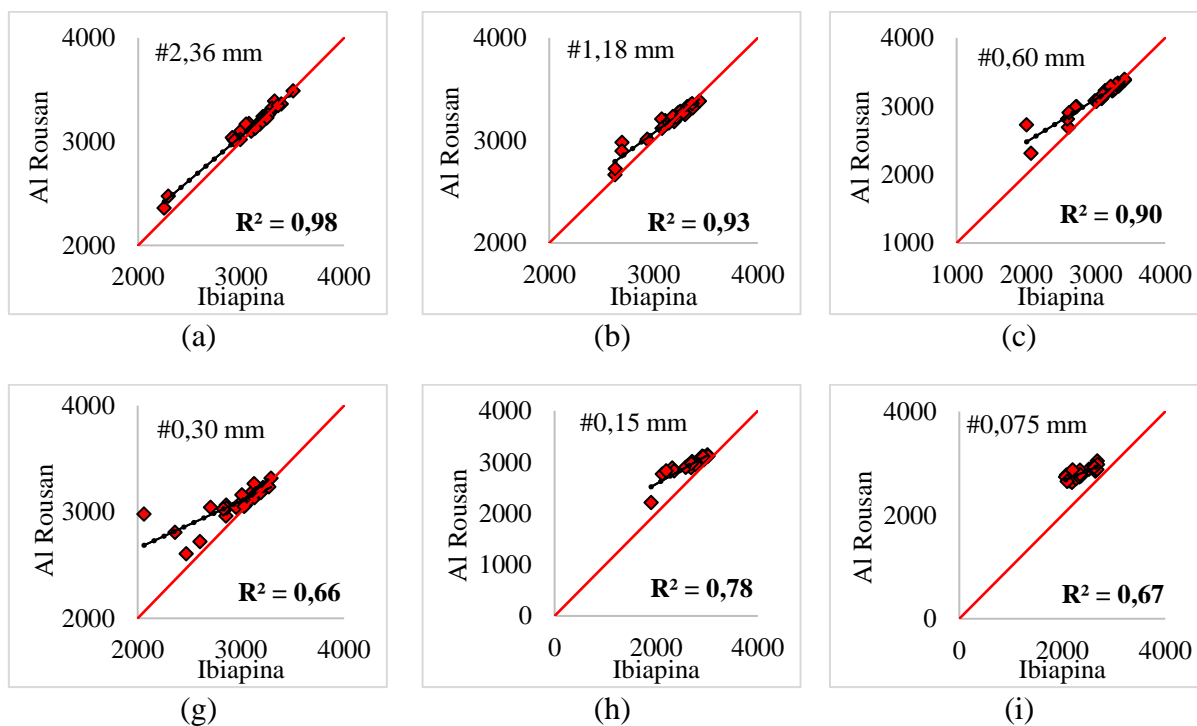 4000
#2,36 mm
3000
Al Rousan
R² = 0,98
2000
2000 3000 4000
Ibiapina
(a)
4000
#1,18 mm
3000
Al Rousan
R² = 0,93
2000
2000 3000 4000
Ibiapina
(b)
4000
#0,60 mm
3000
Al Rousan
2000
R² = 0,90
1000
1000 2000 3000 4000
Ibiapina
(c)
4000
#0,30 mm
3000
Al Rousan
R² = 0,66
2000
2000 3000 4000
Ibiapina
(g)
4000
#0,15 mm
3000
Al Rousan
2000
1000
R² = 0,78
0
0 2000 4000
Ibiapina
(h)
4000
#0,075 mm
Al Rousan
2000
R² = 0,67
0
0 2000 4000
Ibiapina
(i)